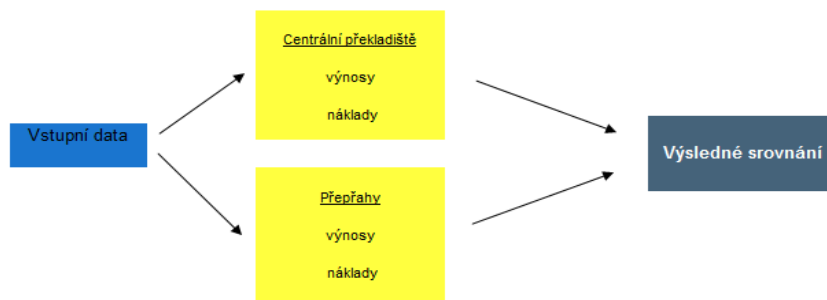 Vstupní data
Centrální překladiště
výnosy
náklady
Přepřahy
výnosy
náklady
Výsledné srovnání